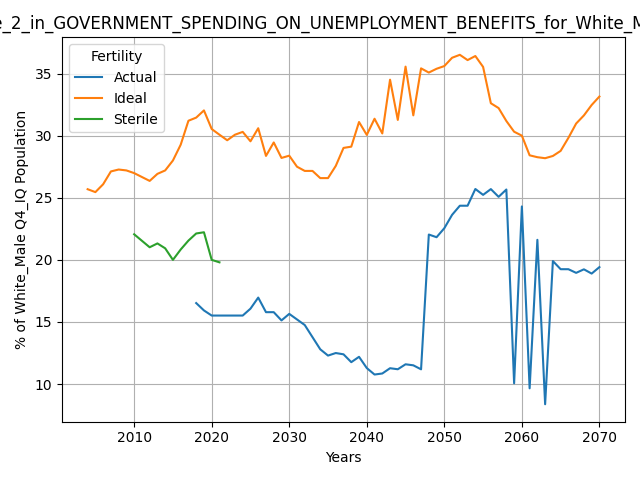 _2_in_GOVERNMENT_SPENDING_ON_UNEMPLOYMENT_BENEFITS_for_White_M
Fertility
Actual
Ideal
Sterile
% of White_Male Q4_IQ Population
35
30
25
20
15
10
2010 2020 2030 2040 2050 2060 2070
Years